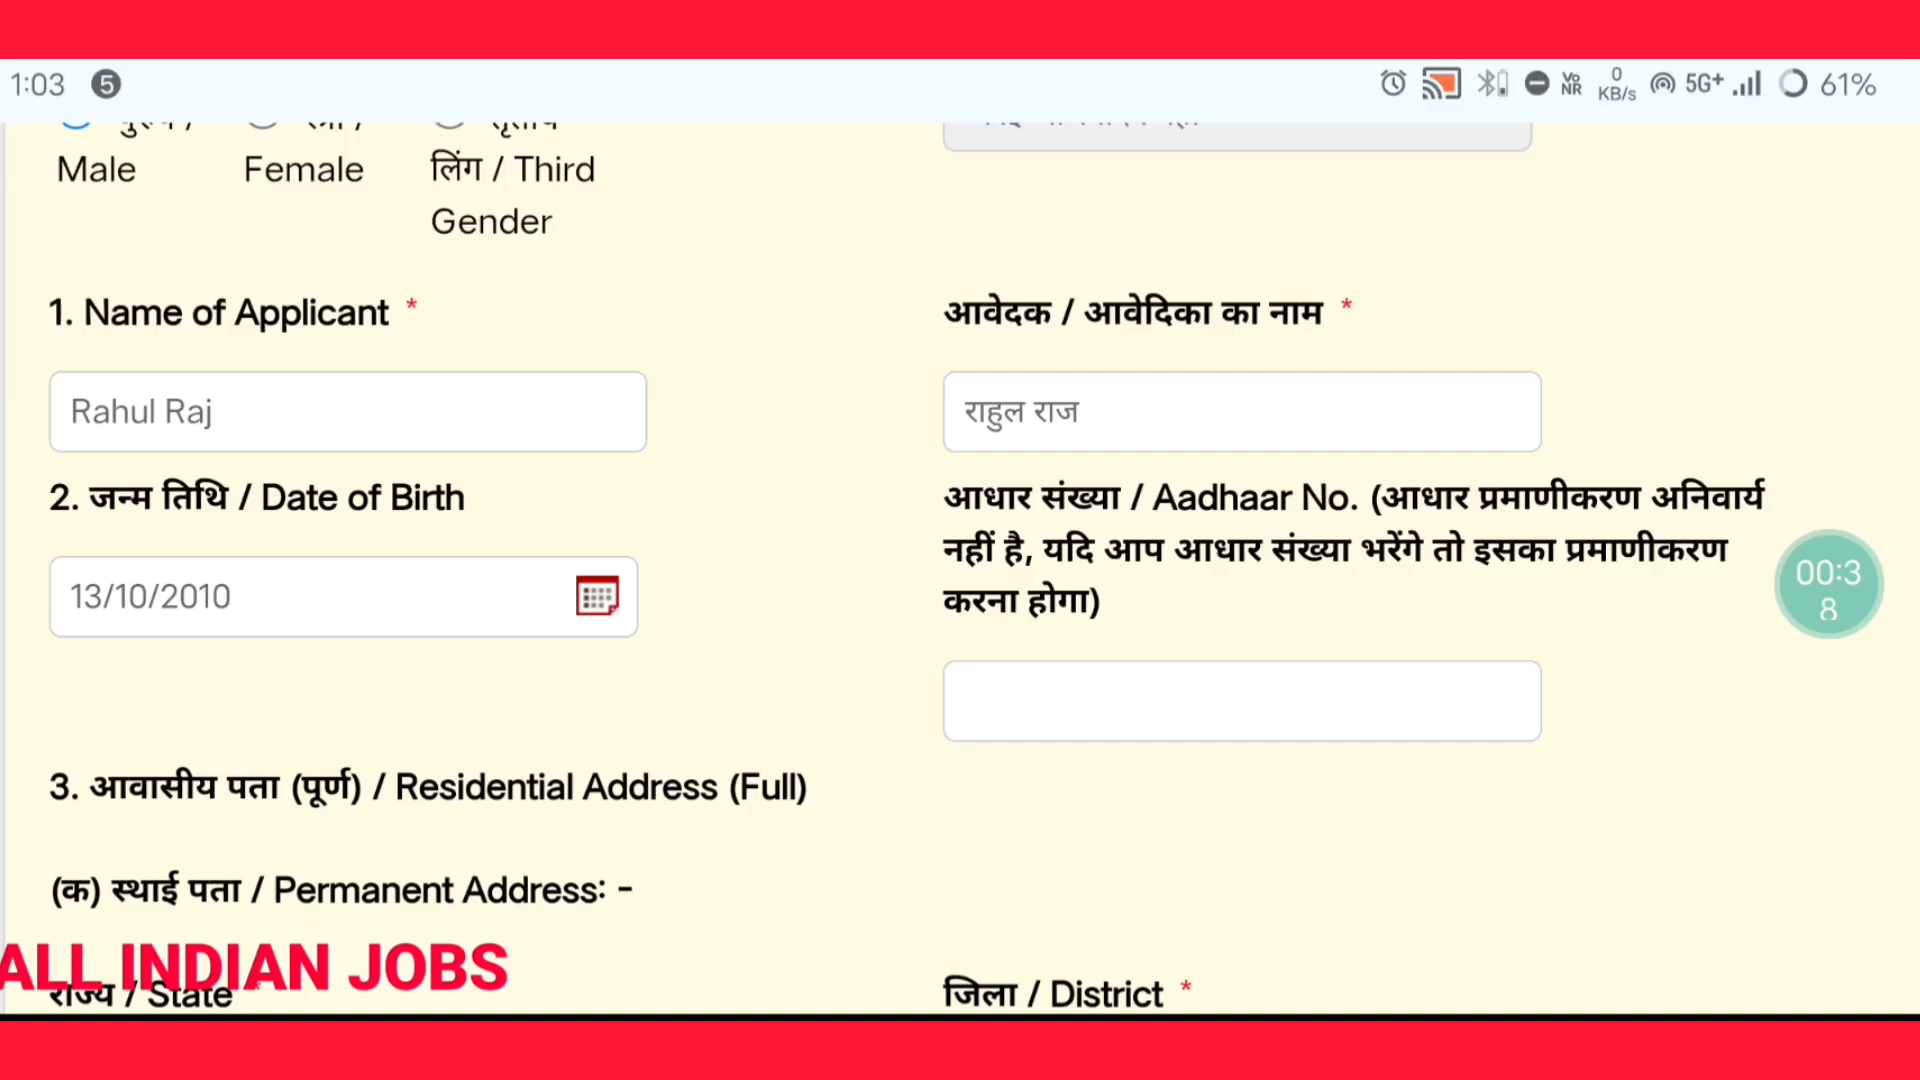 1:03 5 Vo NR 0 KB/s 5G+ 61%
Male Female लिंग / Third
Gender
1. Name of Applicant * आवेदक / आवेदिका का नाम *
Rahul Raj राहुल राज
2. जन्म तिथि / Date of Birth आधार संख्या / Aadhaar No. (आधार प्रमाणीकरण अनिवार्य
नहीं है, यदि आप आधार संख्या भरेंगे तो इसका प्रमाणीकरण
करना होगा)
13/10/2010
00:3
8
3. आवासीय पता (पूर्ण) / Residential Address (Full)
(क) स्थाई पता / Permanent Address: -
ALL INDIAN JOBS
राज्य / State * जिला / District *